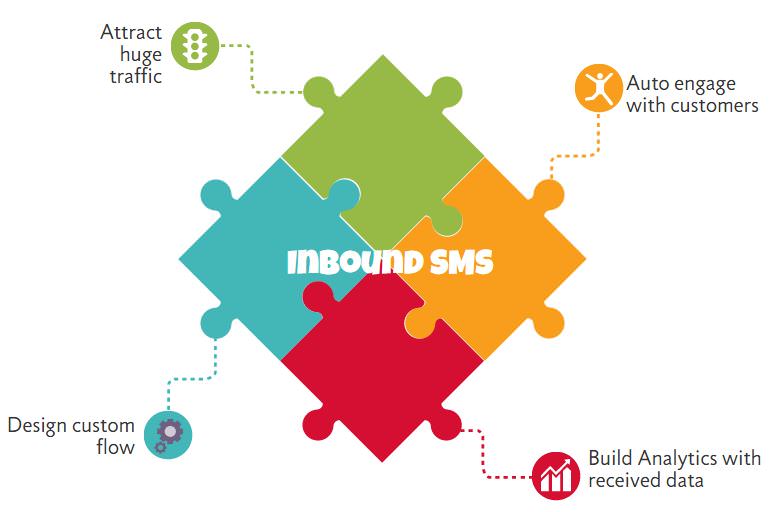 Attract
huge
traffic
Auto engage
with customers
INBOUND SMS
Design custom
flow
Build Analytics with
received data